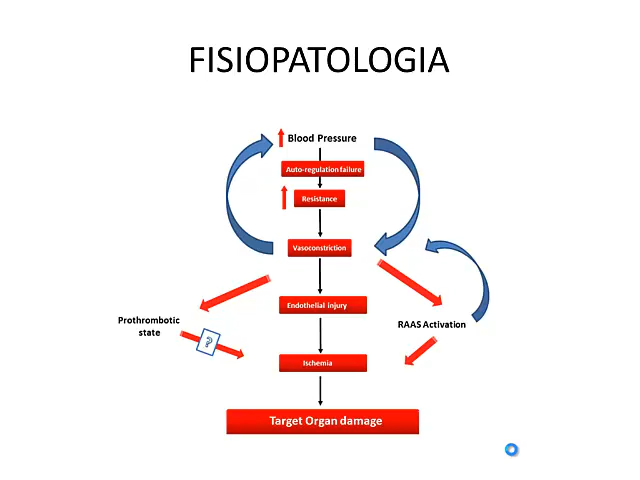 FISIOPATOLOGIA
Blood Pressure
Auto-regulation failure
Resistance
Vasoconstriction
Endothelial injury
Prothrombotic
state
RAAS Activation
?
Ischemia
Target Organ damage